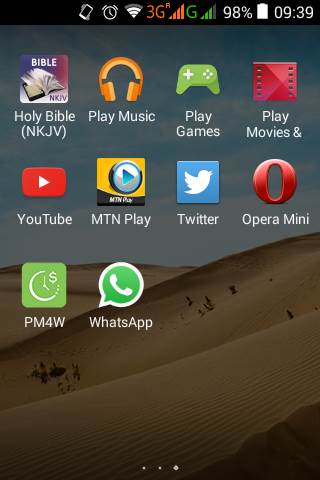 3G R G 98% 09:39
BIBLE
NKJV
Holy Bible
(NKJV)
Play Music
Play
Games
Play
Movies &
MTN Play
YouTube
MTN Play
Twitter
Opera Mini
PM4W
WhatsApp